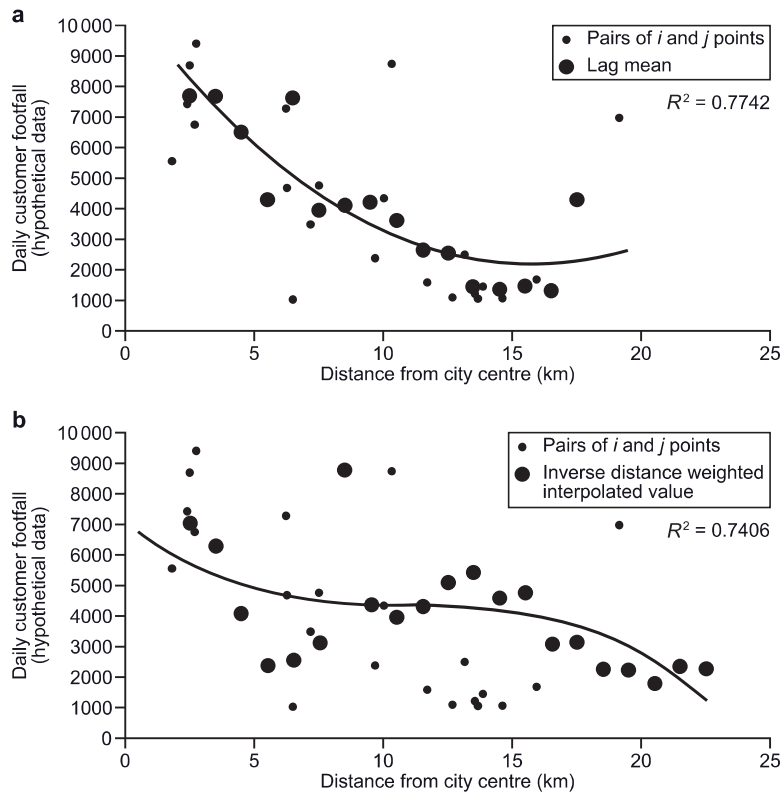 a
10 000
9000
8000
7000
6000
5000
4000
3000
2000
1000
0
Daily customer footfall
(hypothetical data)
Pairs of i and j points
Lag mean
R² = 0.7742
0 5 10 15 20 25
Distance from city centre (km)
b
10 000
9000
8000
7000
6000
5000
4000
3000
2000
1000
0
Daily customer footfall
(hypothetical data)
Pairs of i and j points
Inverse distance weighted
interpolated value
R² = 0.7406
0 5 10 15 20 25
Distance from city centre (km)